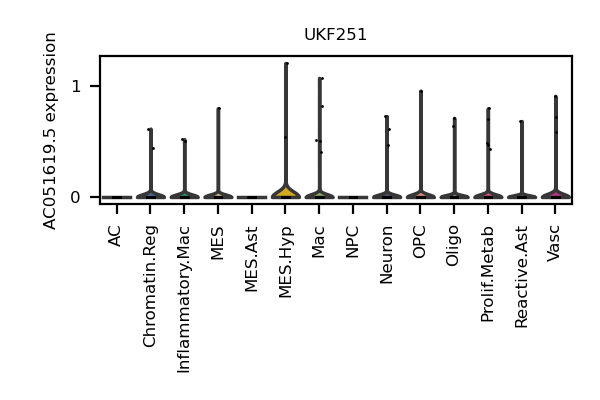 UKF251
AC051619.5 expression
1
0
AC
Chromatin.Reg
Inflammatory.Mac
MES
MES.Ast
MES.Hyp
Mac
NPC
Neuron
OPC
Oligo
Prolif.Metab
Reactive.Ast
Vasc